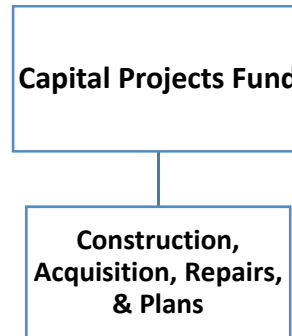 Capital Projects Fund
Construction,
Acquisition, Repairs,
& Plans